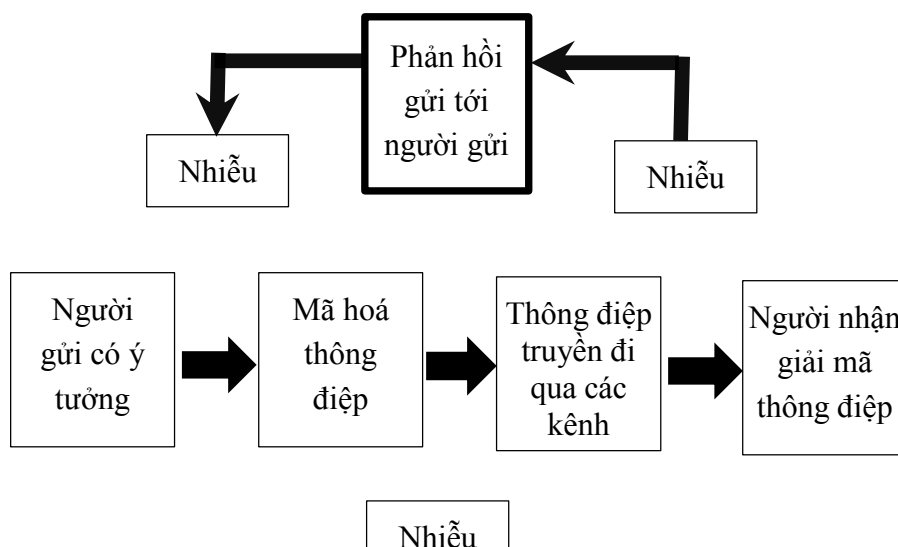 Phản hồi
gửi tới
người gửi
Nhiễu
Nhiễu
Người
gửi có ý
tưởng
Mã hoá
thông
điệp
Thông điệp
truyền đi
qua các
kênh
Người nhận
giải mã
thông điệp
Nhiễu